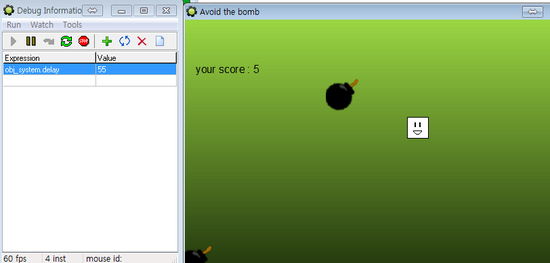 Debug Informatio
Run Watch Tools
STOP
Expression Value
obj_system.delay 55
60 fps 4 inst mouse id:
Avoid the bomb
your score : 5